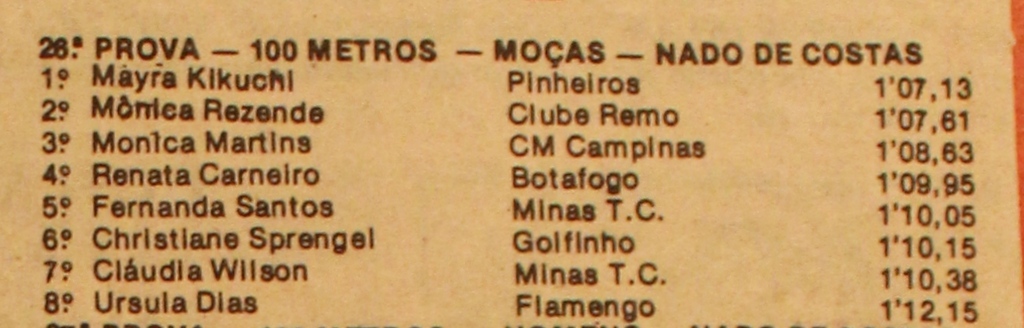 26ª PROVA — 100 METROS — MOÇAS — NADO DE COSTAS
1º Mayra Kikuchi Pinheiros 1'07,13
2º Mônica Rezende Clube Remo 1'07,61
3º Monica Martins CM Campinas 1'08,63
4º Renata Carneiro Botafogo 1'09,95
5º Fernanda Santos Minas T.C. 1'10,05
6º Christiane Sprengel Golfinho 1'10,15
7º Cláudia Wilson Minas T.C. 1'10,38
8º Ursula Dias Flamengo 1'12,15